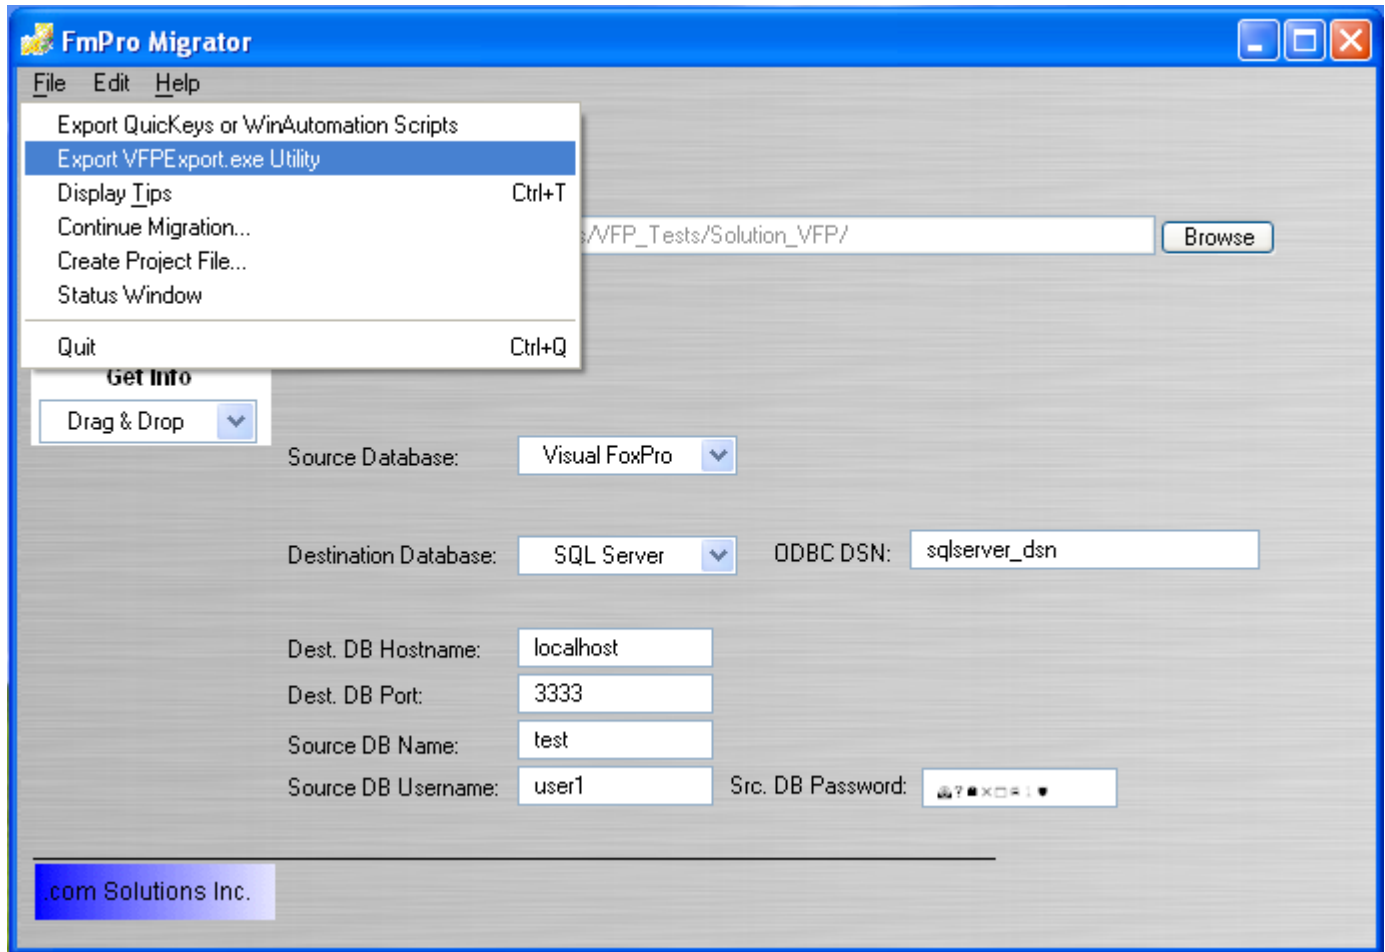 FmPro Migrator
File Edit Help
Export QuicKeys or WinAutomation Scripts
Export VFPExport.exe Utility
Display Tips Ctrl+T
Continue Migration...
/VFP_Tests/Solution_VFP/ Browse
Create Project File...
Status Window
Quit Ctrl+Q
Get Info
Drag & Drop
Source Database: Visual FoxPro
Destination Database: SQL Server ODBC DSN: sqlserver_dsn
Dest. DB Hostname: localhost
Dest. DB Port: 3333
Source DB Name: test
Source DB Username: user1 Src. DB Password:
.com Solutions Inc.